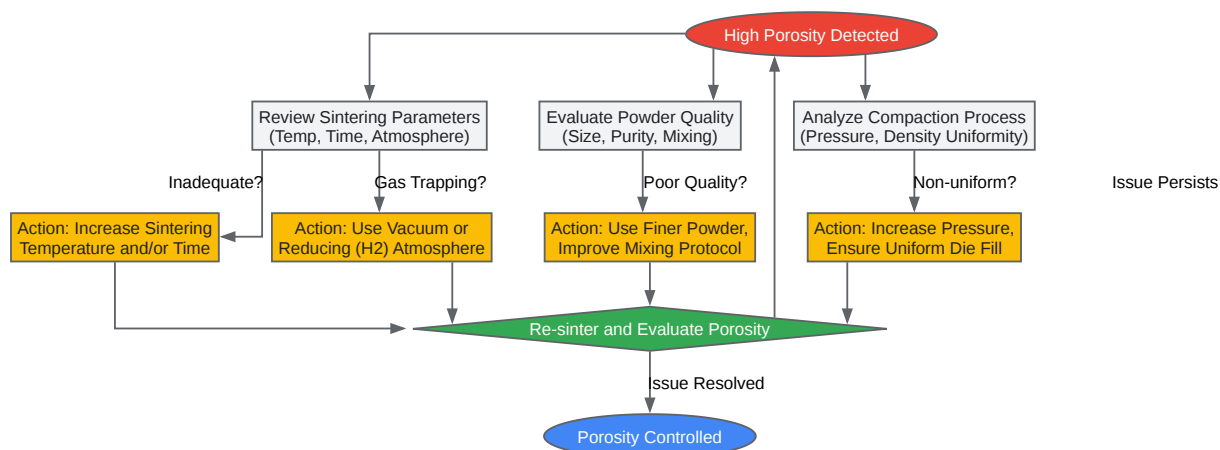 High Porosity Detected
Review Sintering Parameters
(Temp, Time, Atmosphere)
Evaluate Powder Quality
(Size, Purity, Mixing)
Analyze Compaction Process
(Pressure, Density Uniformity)
Inadequate?
Gas Trapping?
Poor Quality?
Non-uniform?
Issue Persists
Action: Increase Sintering
Temperature and/or Time
Action: Use Vacuum or
Reducing (H2) Atmosphere
Action: Use Finer Powder,
Improve Mixing Protocol
Action: Increase Pressure,
Ensure Uniform Die Fill
Re-sinter and Evaluate Porosity
Issue Resolved
Porosity Controlled